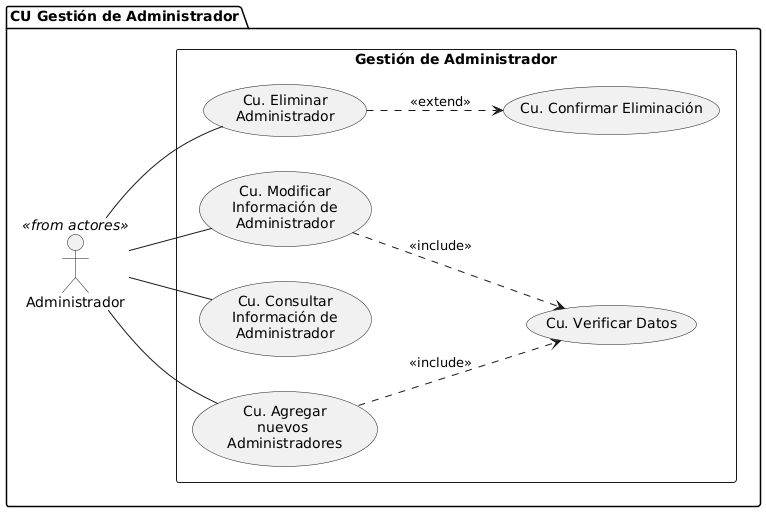 CU Gestión de Administrador
Gestión de Administrador
Cu. Eliminar
Administrador
«extend»
Cu. Confirmar Eliminación
Cu. Modificar
Información de
Administrador
«from actores»
Administrador
«include»
Cu. Consultar
Información de
Administrador
Cu. Verificar Datos
«include»
Cu. Agregar
nuevos
Administradores